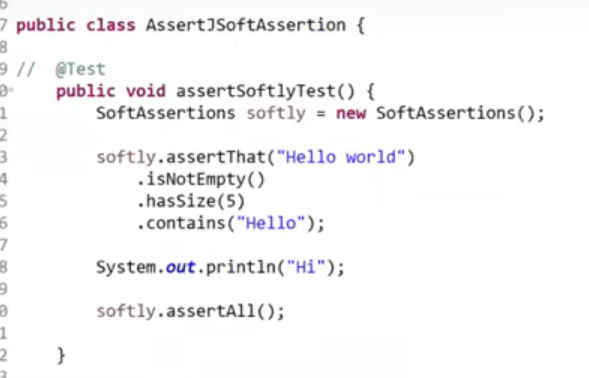 6
7 public class AssertJSoftAssertion {
8
9 //  @Test
0     public void assertSoftlyTest() {
1         SoftAssertions softly = new SoftAssertions();
2
3         softly.assertThat("Hello world")
4             .isNotEmpty()
5             .hasSize(5)
6             .contains("Hello");
7
8         System.out.println("Hi");
9
0         softly.assertAll();
1
2     }
3